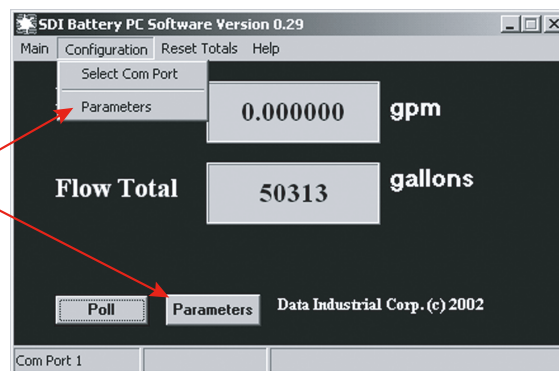 SDI Battery PC Software Version 0.29
Main Configuration Reset Totals Help
Select Com Port
Parameters
0.000000 gpm
Flow Total 50313 gallons
Poll Parameters Data Industrial Corp. (c) 2002
Com Port 1